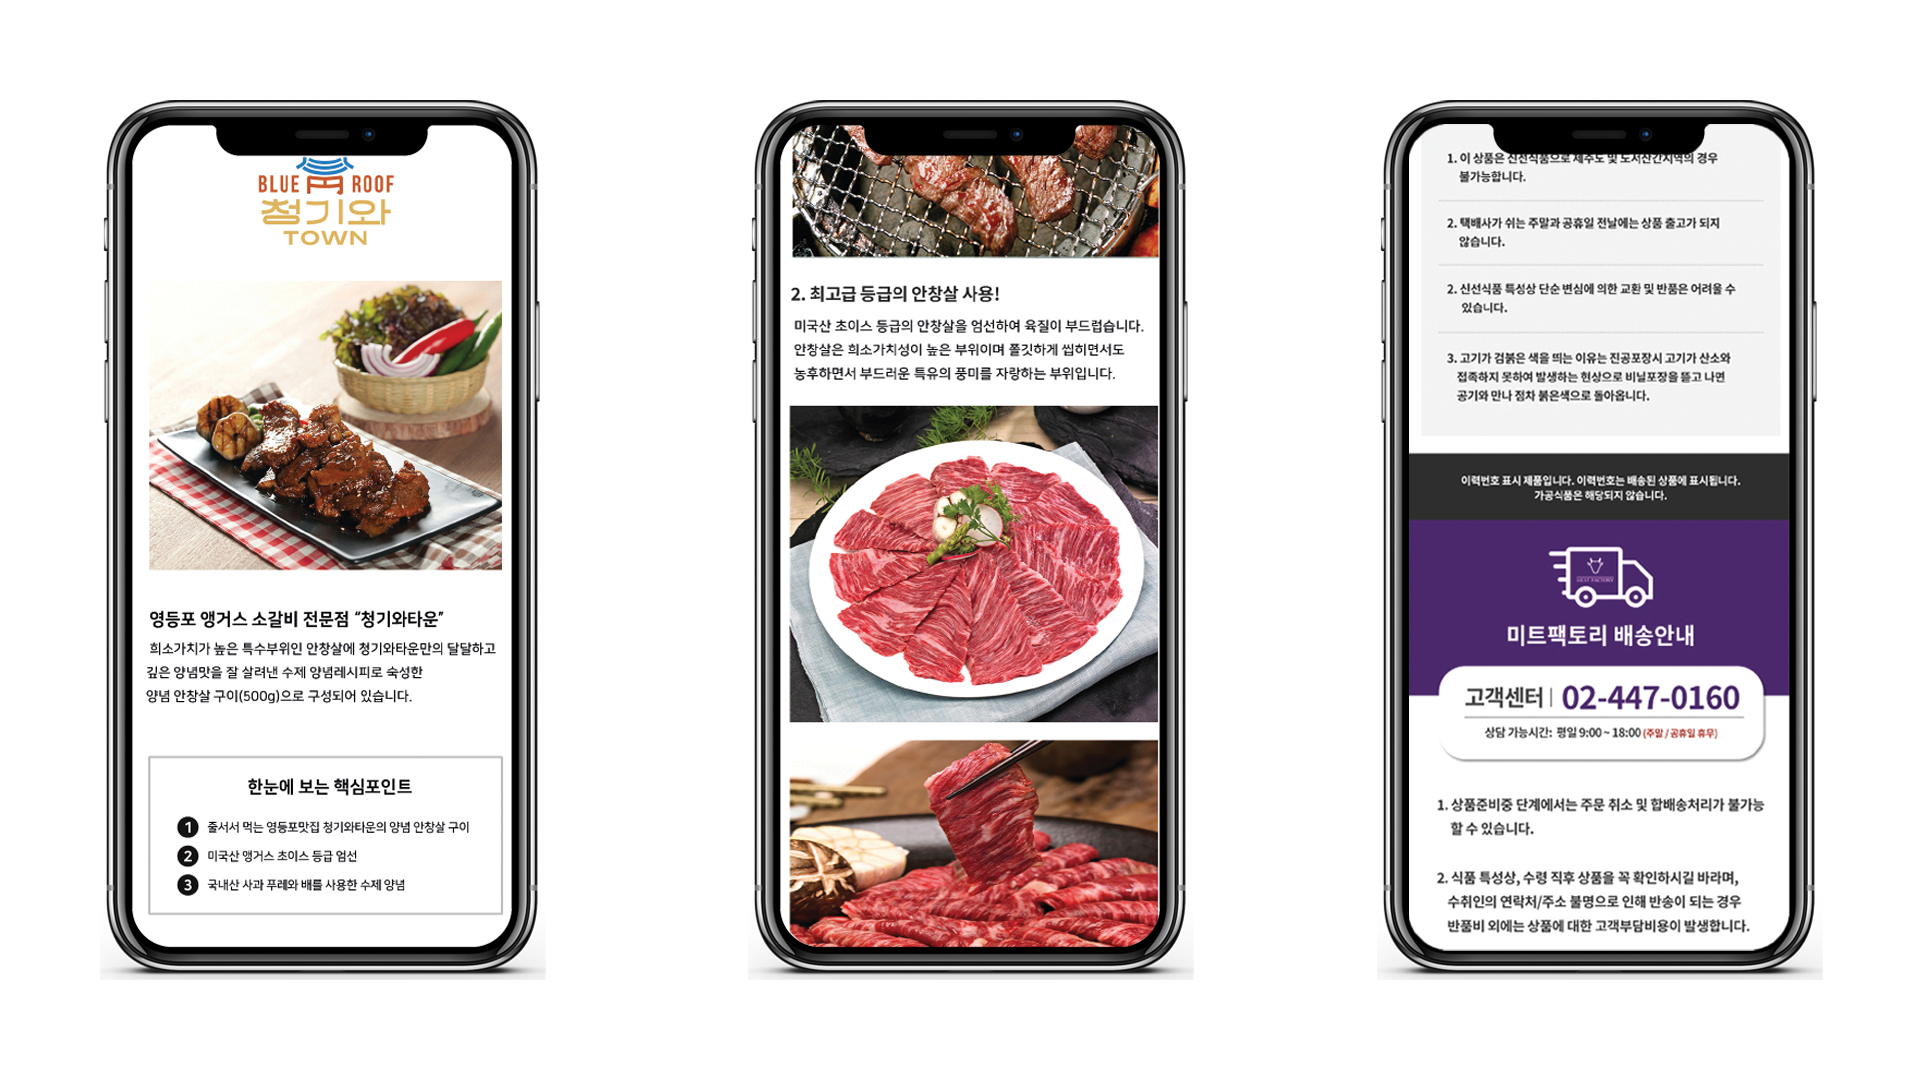 BLUE ROOF
청기와
TOWN
영등포 앵거스 소갈비 전문점 “청기와타운”
희소가치가 높은 특수부위인 안창살에 청기와타운만의 달달하고
깊은 양념맛을 잘 살려낸 수제 양념레시피로 숙성한
양념 안창살 구이(500g)으로 구성되어 있습니다.
한눈에 보는 핵심포인트
1 줄서서 먹는 영등포맛집 청기와타운의 양념 안창살 구이
2 미국산 앵거스 초이스 등급 엄선
3 국내산 사과 푸레와 배를 사용한 수제 양념
2. 최고급 등급의 안창살 사용!
미국산 초이스 등급의 안창살을 엄선하여 육질이 부드럽습니다.
안창살은 희소가치성이 높은 부위이며 쫄깃하게 씹히면서도
농후하면서 부드러운 특유의 풍미를 자랑하는 부위입니다.
1. 이 상품은 신선식품으로 제주도 및 도서산간지역의 경우
불가능합니다.
2. 택배사가 쉬는 주말과 공휴일 전날에는 상품 출고가 되지
않습니다.
2. 신선식품 특성상 단순 변심에 의한 교환 및 반품은 어려울 수
있습니다.
3. 고기가 검붉은 색을 띄는 이유는 진공포장시 고기가 산소와
접족하지 못하여 발생하는 현상으로 비닐포장을 뜯고 나면
공기와 만나 점차 붉은색으로 돌아옵니다.
이력번호 표시 제품입니다. 이력번호는 배송된 상품에 표시됩니다.
가공식품은 해당되지 않습니다.
MEAT FACTORY
미트팩토리 배송안내
고객센터 | 02-447-0160
상담 가능시간: 평일 9:00 ~ 18:00 (주말 / 공휴일 휴무)
1. 상품준비중 단계에서는 주문 취소 및 합배송처리가 불가능
할 수 있습니다.
2. 식품 특성상, 수령 직후 상품을 꼭 확인하시길 바라며,
수취인의 연락처/주소 불명으로 인해 반송이 되는 경우
반품비 외에는 상품에 대한 고객부담비용이 발생합니다.